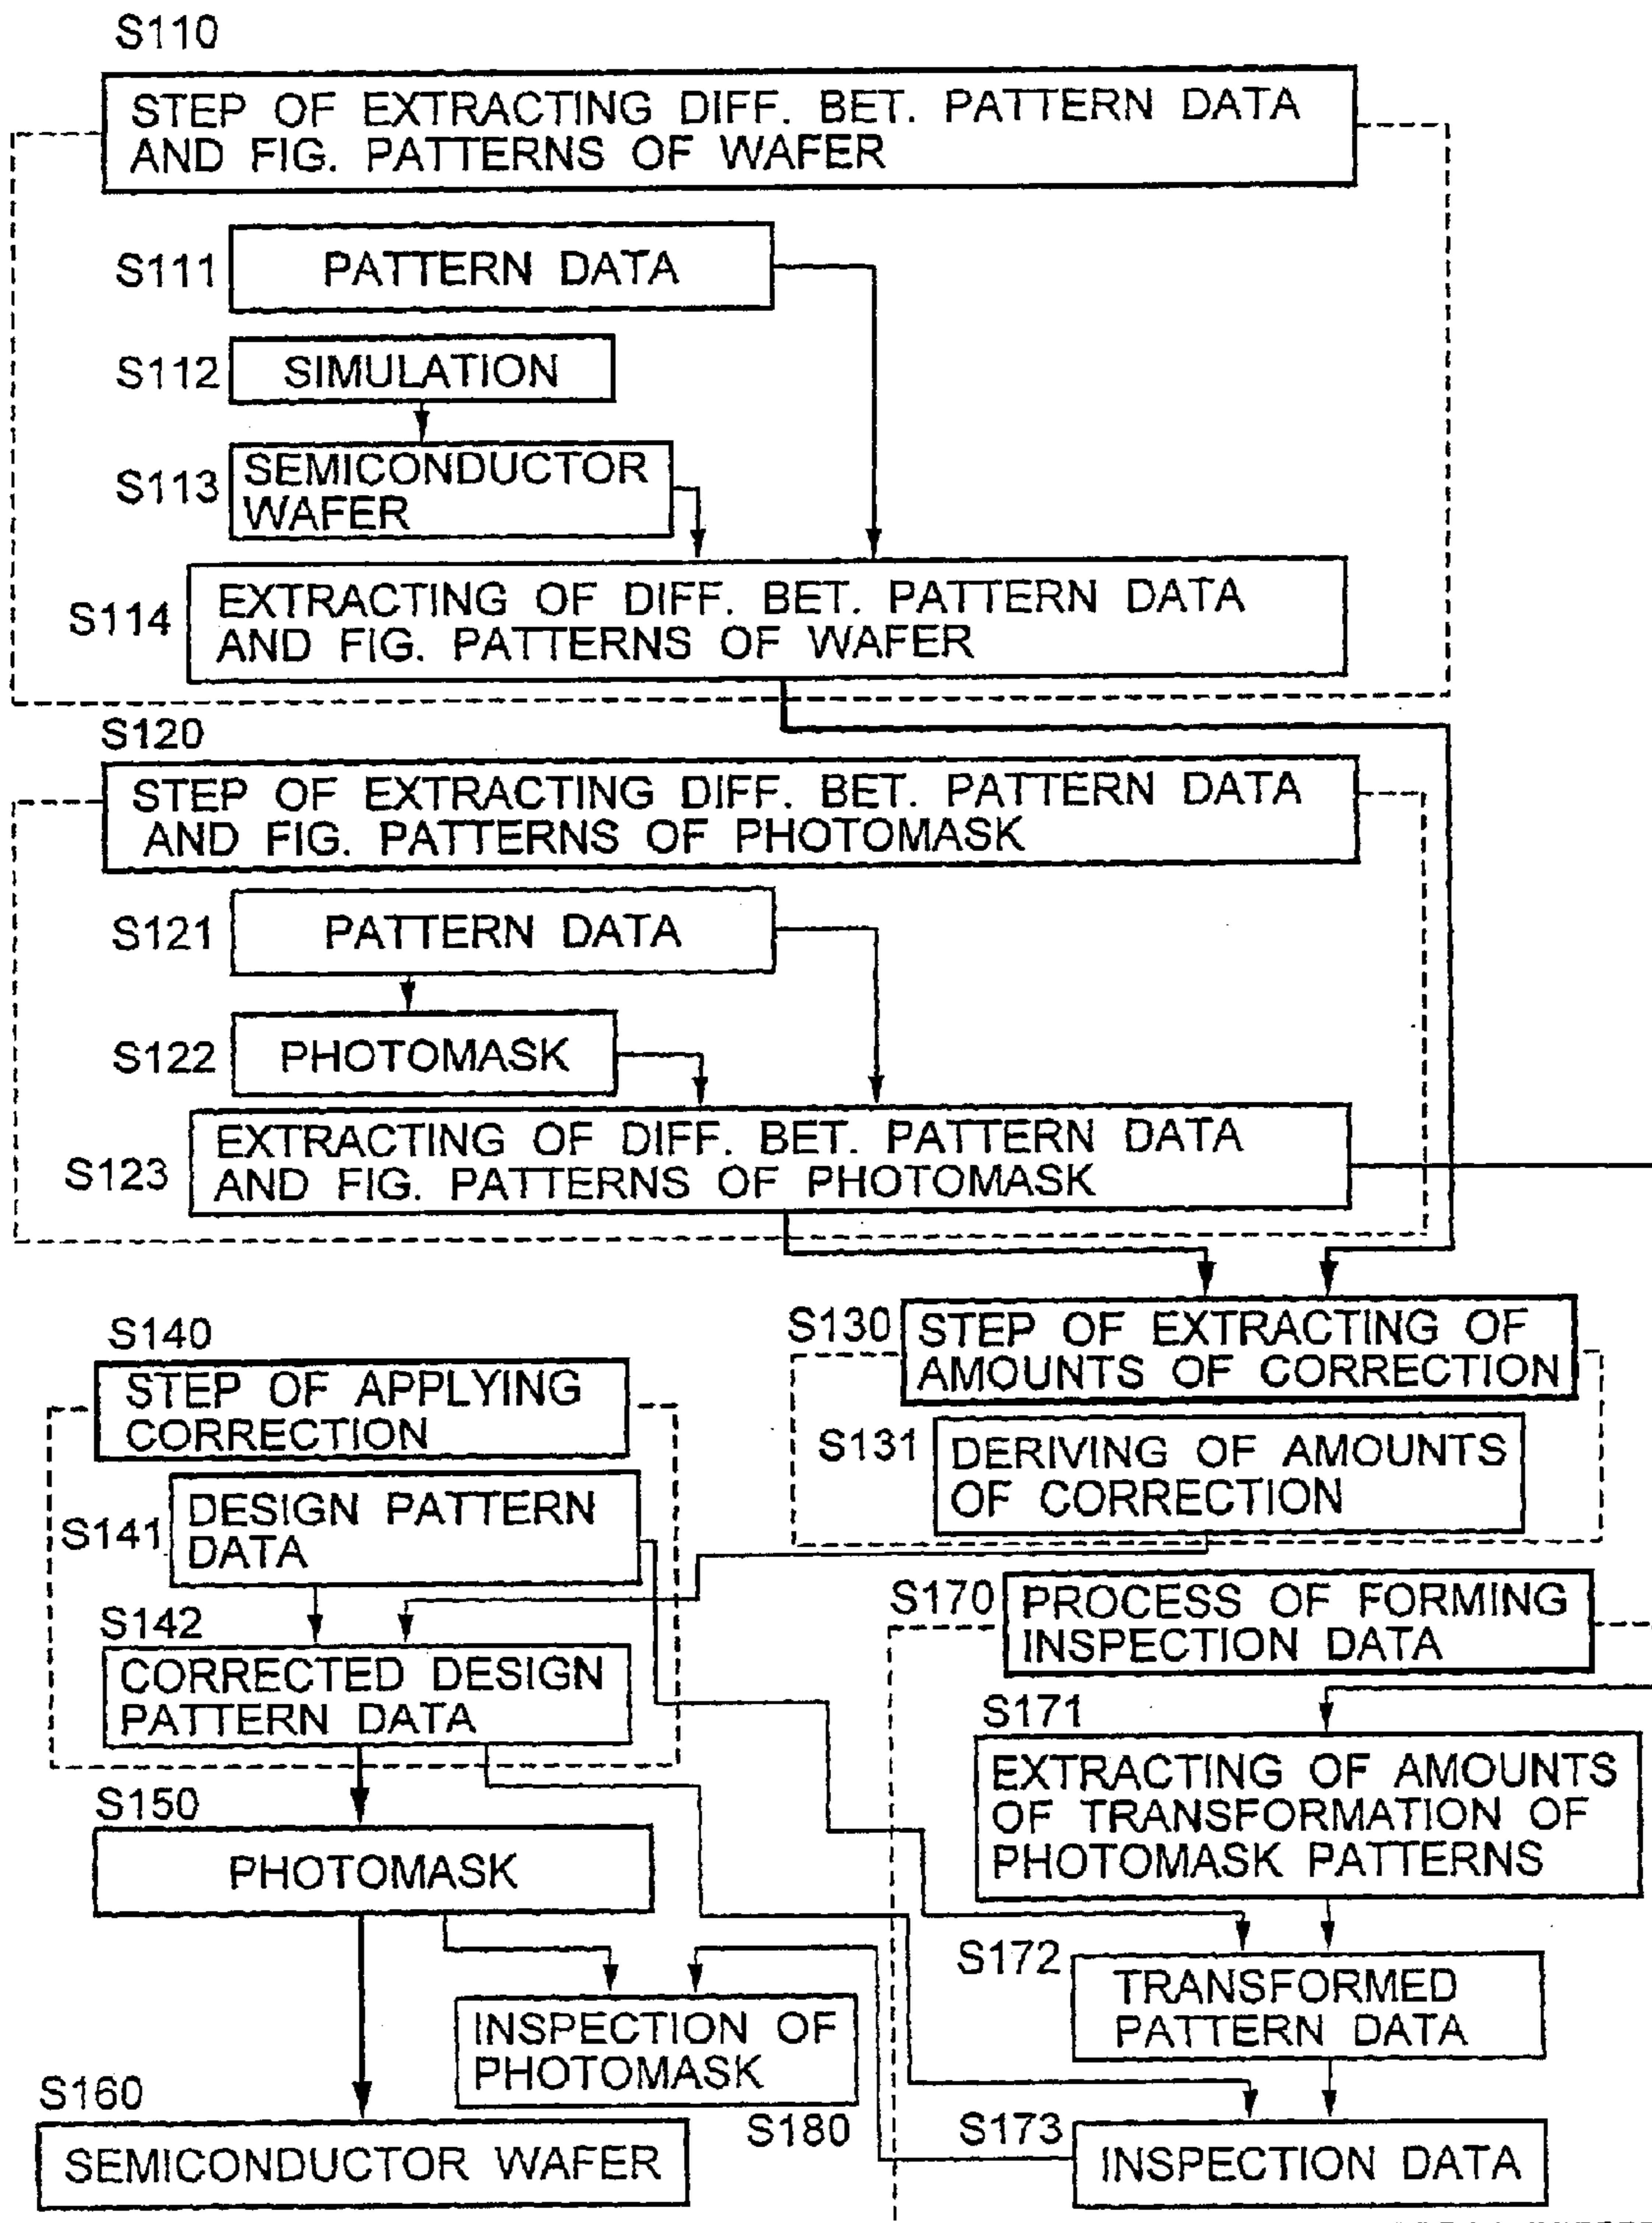 S110
STEP OF EXTRACTING DIFF. BET. PATTERN DATA
AND FIG. PATTERNS OF WAFER
S111
PATTERN DATA
S112
SIMULATION
S113
SEMICONDUCTOR
WAFER
S114
EXTRACTING OF DIFF. BET. PATTERN DATA
AND FIG. PATTERNS OF WAFER
S120
STEP OF EXTRACTING DIFF. BET. PATTERN DATA
AND FIG. PATTERNS OF PHOTOMASK
S121
PATTERN DATA
S122
PHOTOMASK
S123
EXTRACTING OF DIFF. BET. PATTERN DATA
AND FIG. PATTERNS OF PHOTOMASK
S130
STEP OF EXTRACTING OF
AMOUNTS OF CORRECTION
S131
DERIVING OF AMOUNTS
OF CORRECTION
S140
STEP OF APPLYING
CORRECTION
S141
DESIGN PATTERN
DATA
S142
CORRECTED DESIGN
PATTERN DATA
S150
PHOTOMASK
S160
SEMICONDUCTOR WAFER
S170
PROCESS OF FORMING
INSPECTION DATA
S171
EXTRACTING OF AMOUNTS
OF TRANSFORMATION OF
PHOTOMASK PATTERNS
S172
TRANSFORMED
PATTERN DATA
S173
INSPECTION DATA
INSPECTION OF
PHOTOMASK
S180